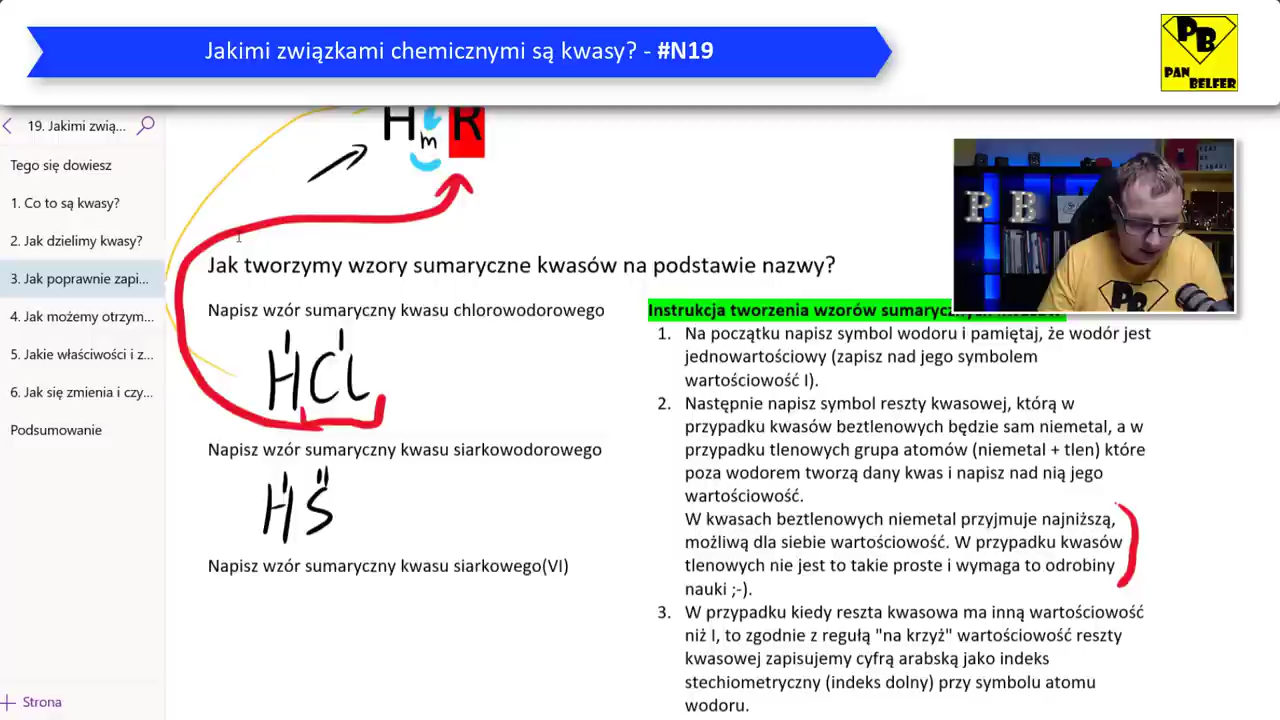 Jakimi związkami chemicznymi są kwasy? - #N19
PB
PAN
BELFER
19. Jakimi zwią...
Tego się dowiesz
1. Co to są kwasy?
2. Jak dzielimy kwasy?
3. Jak poprawnie zapi...
4. Jak możemy otrzym...
5. Jakie właściwości i z...
6. Jak się zmienia i czy...
Podsumowanie
Strona
H m R
P B
Jak tworzymy wzory sumaryczne kwasów na podstawie nazwy?
Napisz wzór sumaryczny kwasu chlorowodorowego
I I
HCl
Napisz wzór sumaryczny kwasu siarkowodorowego
I II
HS
Napisz wzór sumaryczny kwasu siarkowego(VI)
Instrukcja tworzenia wzorów
1. Na początku napisz symbol wodoru i pamiętaj, że wodór jest
jednowartościowy (zapisz nad jego symbolem
wartościowość I).
2. Następnie napisz symbol reszty kwasowej, którą w
przypadku kwasów beztlenowych będzie sam niemetal, a w
przypadku tlenowych grupa atomów (niemetal + tlen) które
poza wodorem tworzą dany kwas i napisz nad nią jego
wartościowość.
W kwasach beztlenowych niemetal przyjmuje najniższą,
możliwą dla siebie wartościowość. W przypadku kwasów
tlenowych nie jest to takie proste i wymaga to odrobiny
nauki ;-).
3. W przypadku kiedy reszta kwasowa ma inną wartościowość
niż I, to zgodnie z regułą "na krzyż" wartościowość reszty
kwasowej zapisujemy cyfrą arabską jako indeks
stechiometryczny (indeks dolny) przy symbolu atomu
wodoru.